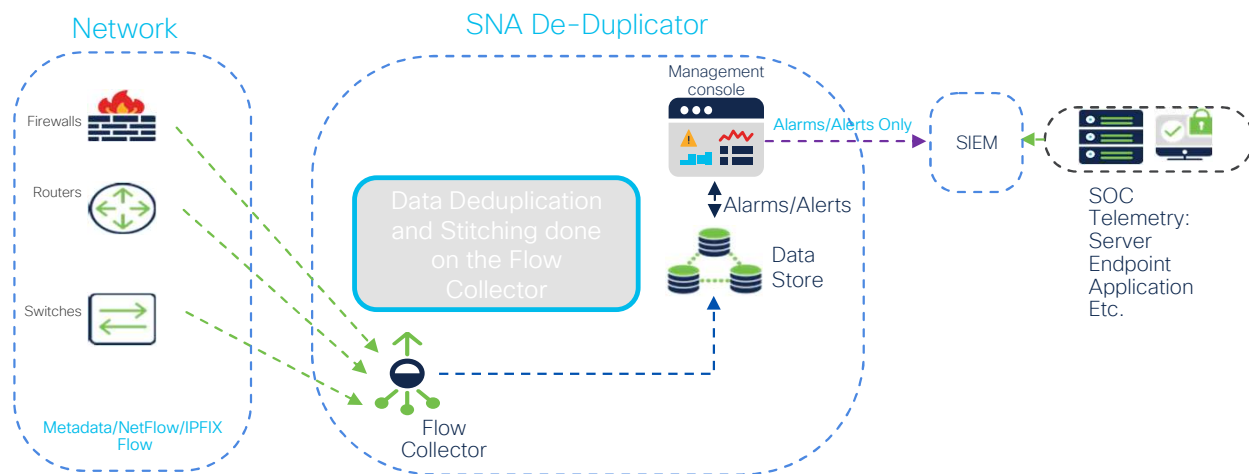 Network
SNA De-Duplicator
Firewalls
Routers
Switches
Metadata/NetFlow/IPFIX
Flow
Data Deduplication
and Stitching done
on the Flow
Collector
Flow
Collector
Management
console
Alarms/Alerts
Data
Store
Alarms/Alerts Only
SIEM
SOC
Telemetry:
Server
Endpoint
Application
Etc.